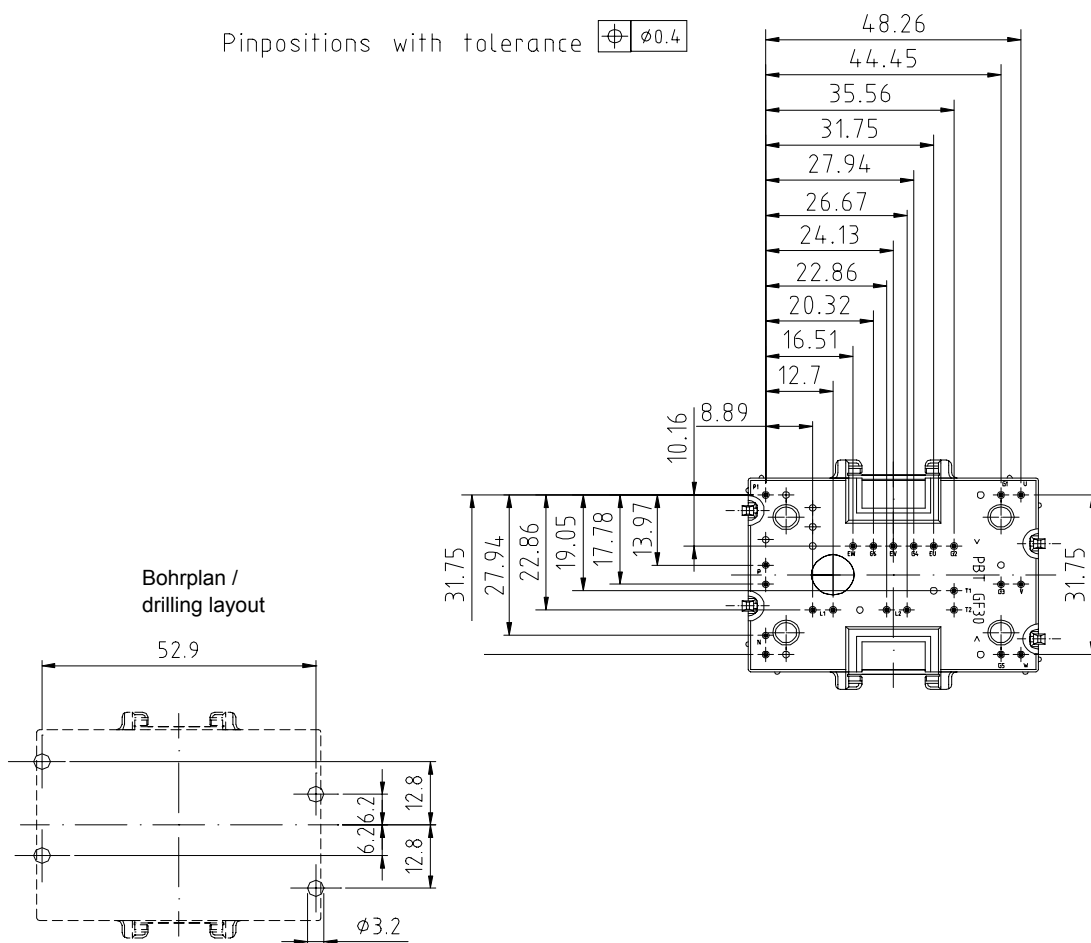 Pinpositions with tolerance ⌖ ϕ0.4
48.26
44.45
35.56
31.75
27.94
26.67
24.13
22.86
20.32
16.51
12.7
8.89
10.16
31.75
27.94
22.86
19.05
17.78
13.97
31.75
P1
G1 U
EW G6 EV G4 EU G2
P
T1
G3 V
L1 L2 T2
N
G5 W
> PBT GF30 <
Bohrplan /
drilling layout
52.9
12.8
6.2
6.2
12.8
ϕ3.2